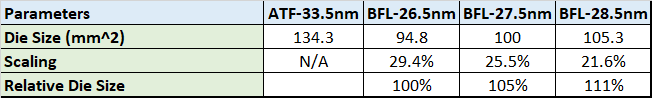 Parameters ATF-33.5nm BFL-26.5nm BFL-27.5nm BFL-28.5nm
Die Size (mm^2) 134.3 94.8 100 105.3
Scaling N/A 29.4% 25.5% 21.6%
Relative Die Size 100% 105% 111%